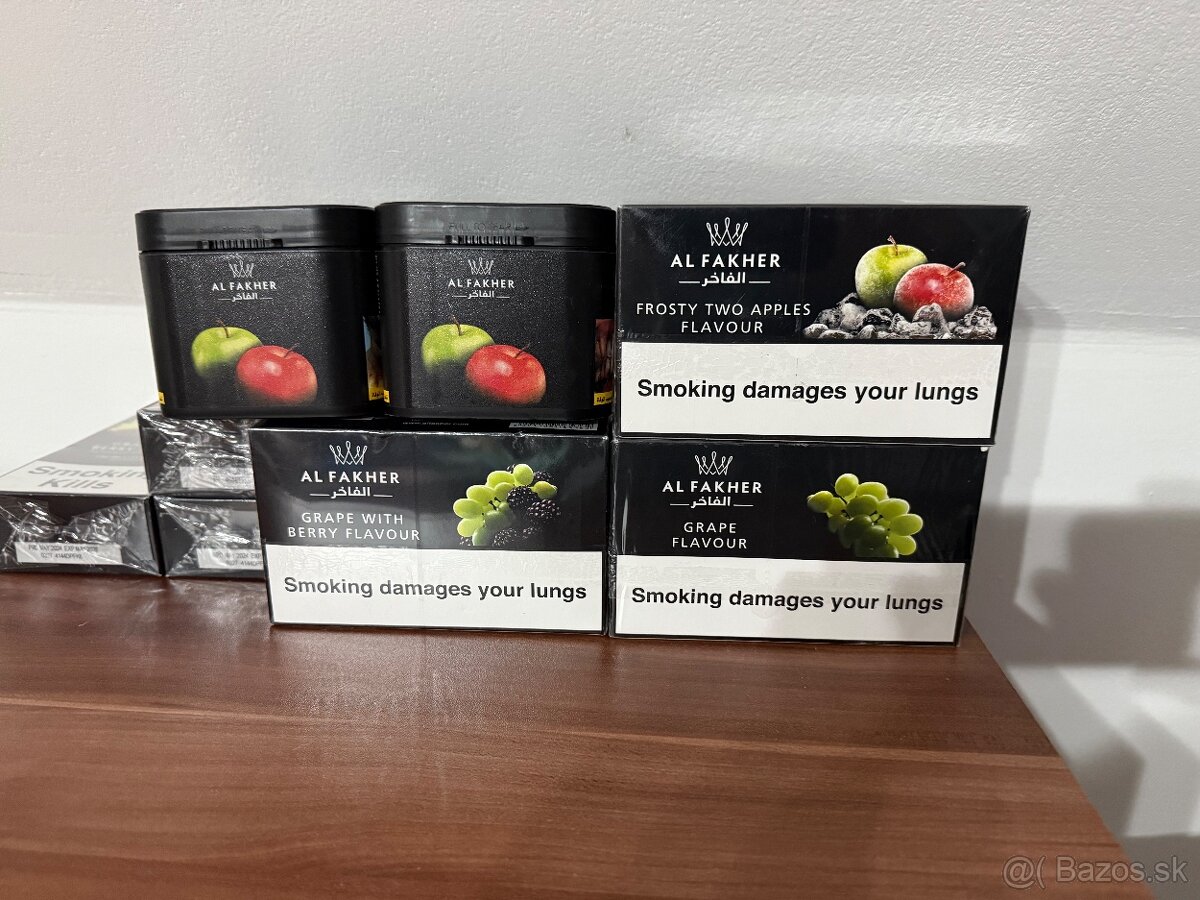 AL FAKHER
الفاخر
AL FAKHER
الفاخر
AL FAKHER
الفاخر
FROSTY TWO APPLES
FLAVOUR
Smoking damages your lungs
AL FAKHER
الفاخر
GRAPE WITH
BERRY FLAVOUR
Smoking damages your lungs
AL FAKHER
الفاخر
GRAPE
FLAVOUR
Smoking damages your lungs
Smoking
Kills
@( Bazos.sk